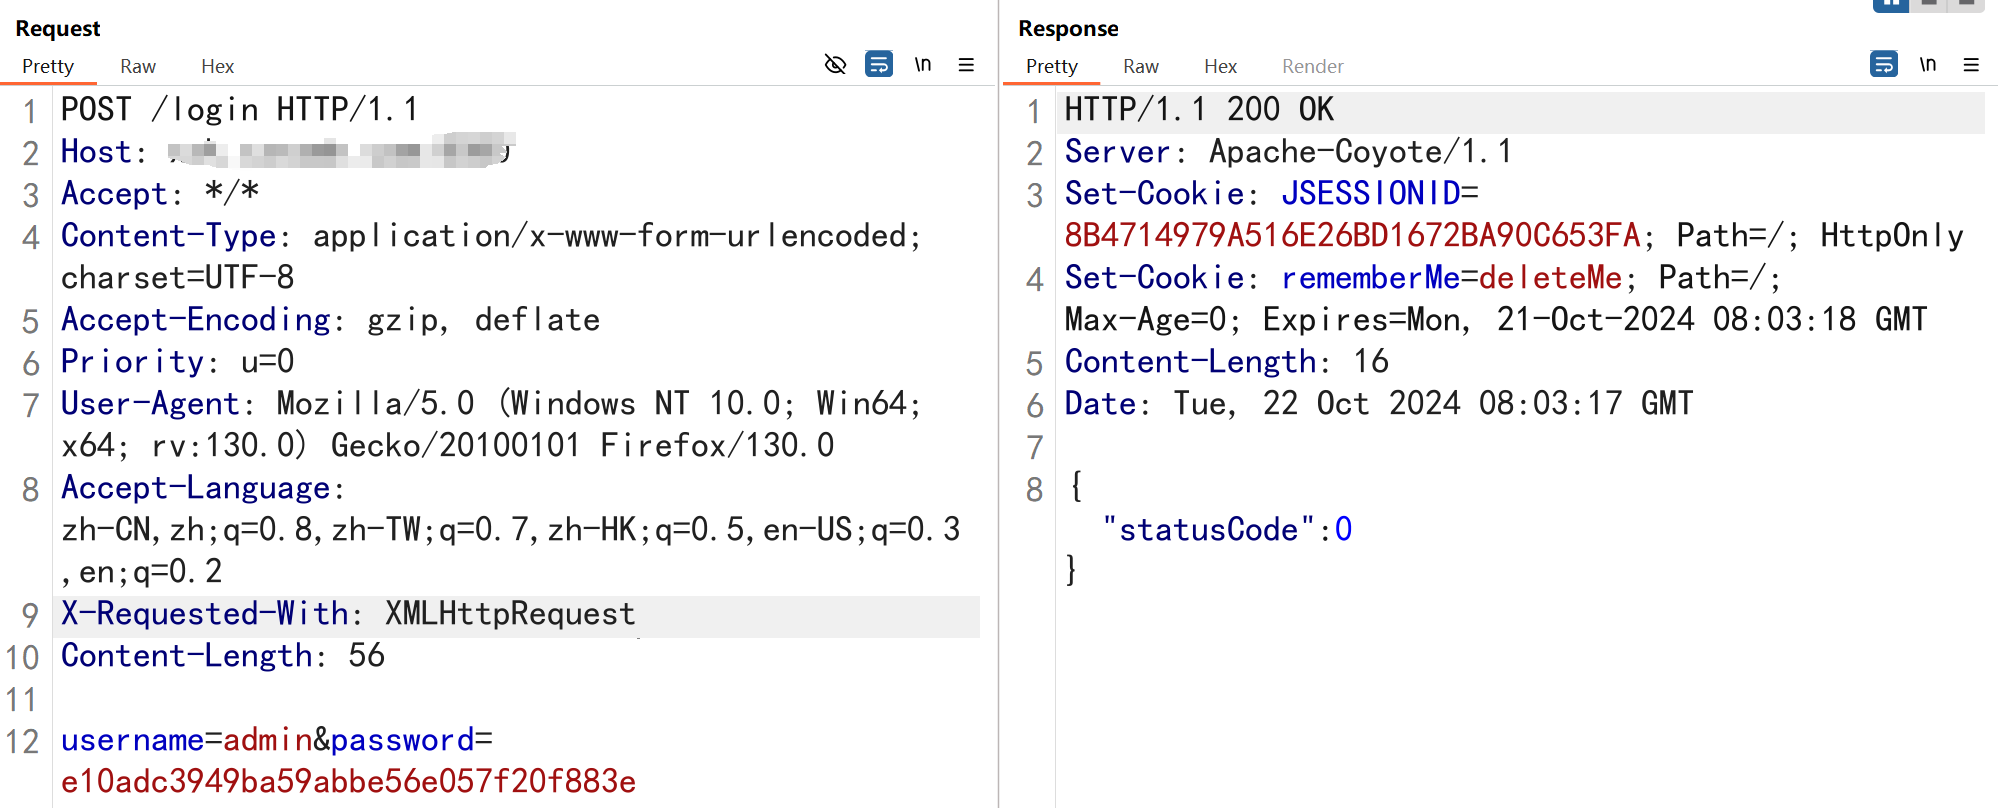 Request
Pretty Raw Hex
\n
1 POST /login HTTP/1.1
2 Host:
3 Accept: */*
4 Content-Type: application/x-www-form-urlencoded;
charset=UTF-8
5 Accept-Encoding: gzip, deflate
6 Priority: u=0
7 User-Agent: Mozilla/5.0 (Windows NT 10.0; Win64;
x64; rv:130.0) Gecko/20100101 Firefox/130.0
8 Accept-Language:
zh-CN,zh;q=0.8,zh-TW;q=0.7,zh-HK;q=0.5,en-US;q=0.3
,en;q=0.2
9 X-Requested-With: XMLHttpRequest
10 Content-Length: 56
11
12 username=admin&password=
e10adc3949ba59abbe56e057f20f883e
Response
Pretty Raw Hex Render
\n
1 HTTP/1.1 200 OK
2 Server: Apache-Coyote/1.1
3 Set-Cookie: JSESSIONID=
8B4714979A516E26BD1672BA90C653FA; Path=/; HttpOnly
4 Set-Cookie: rememberMe=deleteMe; Path=/;
Max-Age=0; Expires=Mon, 21-Oct-2024 08:03:18 GMT
5 Content-Length: 16
6 Date: Tue, 22 Oct 2024 08:03:17 GMT
7
8 {
"statusCode":0
}